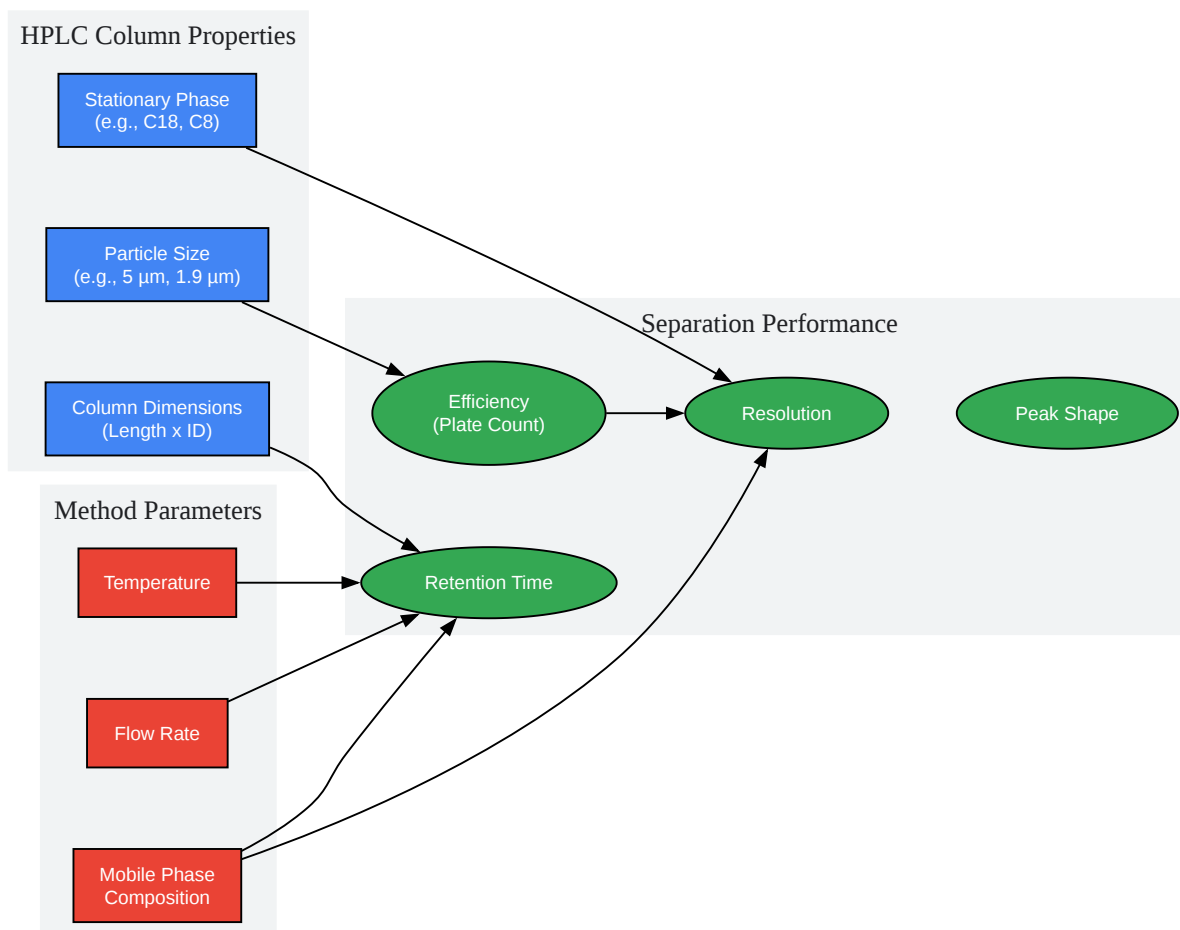 HPLC Column Properties
Stationary Phase
(e.g., C18, C8)
Particle Size
(e.g., 5 µm, 1.9 µm)
Column Dimensions
(Length x ID)
Method Parameters
Temperature
Flow Rate
Mobile Phase
Composition
Separation Performance
Efficiency
(Plate Count)
Resolution
Peak Shape
Retention Time